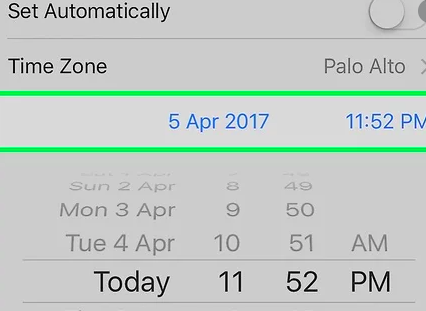 Set Automatically
Time Zone Palo Alto
5 Apr 2017 11:52 PM
Sun 2 Apr 8 49
Mon 3 Apr 9 50
Tue 4 Apr 10 51 AM
Today 11 52 PM